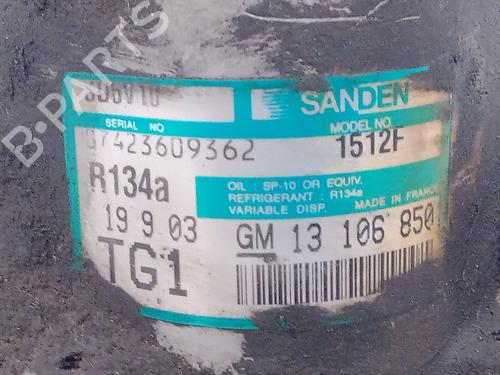 SD6V10
SANDEN
SERIAL NO
MODEL NO.
07423609362
1512F
R134a
OIL : SP-10 OR EQUIV.
REFRIGERANT : R134a
VARIABLE DISP. MADE IN FRANCE
19 9 03
GM 13 106 850
TG1
B-PARTS